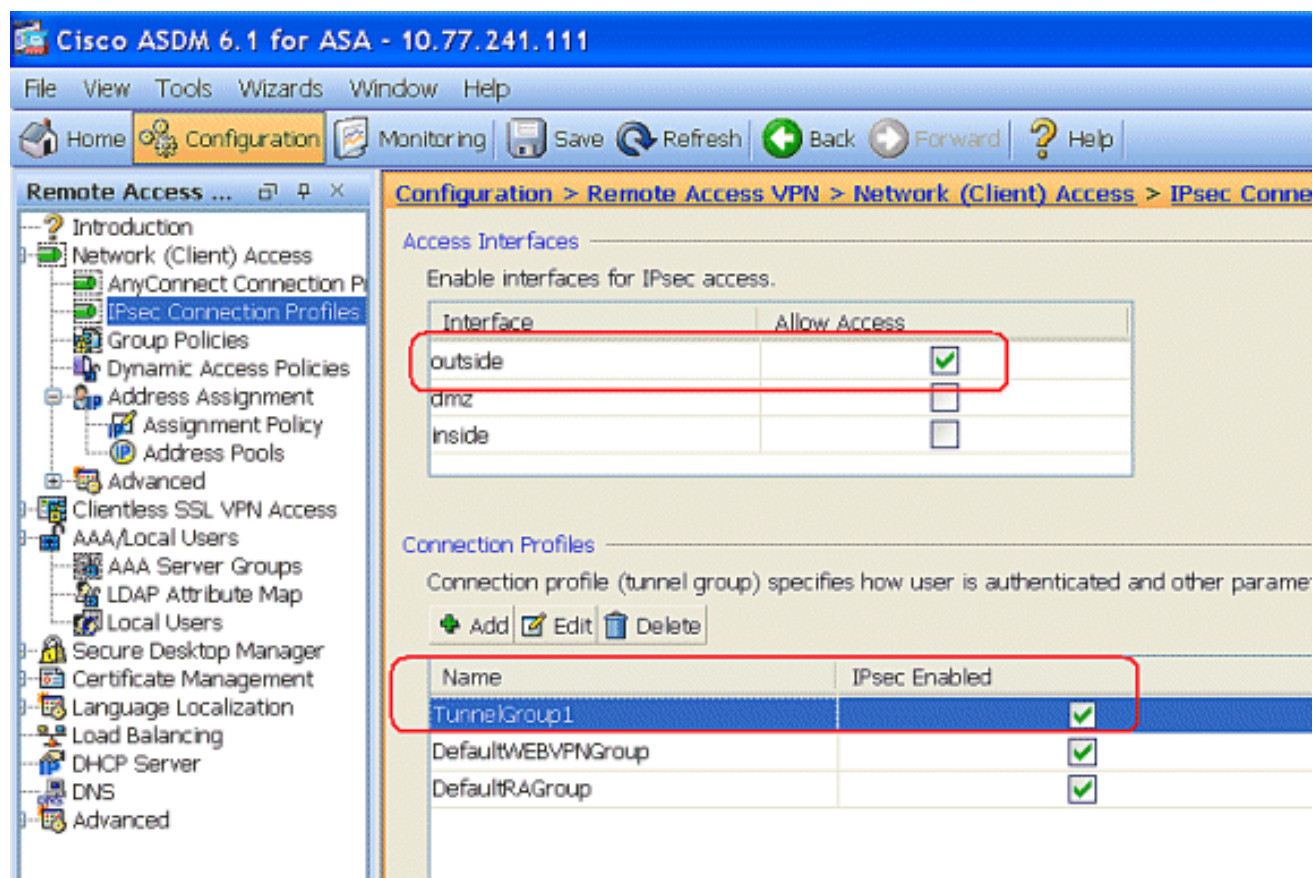 Cisco ASDM 6.1 for ASA - 10.77.241.111
File View Tools Wizards Window Help
Home Configuration Monitoring Save Refresh Back Forward Help
Remote Access ...
Introduction
Network (Client) Access
AnyConnect Connection P
IPsec Connection Profiles
Group Policies
Dynamic Access Policies
Address Assignment
Assignment Policy
Address Pools
Advanced
Clientless SSL VPN Access
AAA/Local Users
AAA Server Groups
LDAP Attribute Map
Local Users
Secure Desktop Manager
Certificate Management
Language Localization
Load Balancing
DHCP Server
DNS
Advanced
Configuration > Remote Access VPN > Network (Client) Access > IPsec Conne
Access Interfaces
Enable interfaces for IPsec access.
Interface Allow Access
outside
dmz
inside
Connection Profiles
Connection profile (tunnel group) specifies how user is authenticated and other parame
Add Edit Delete
Name IPsec Enabled
TunnelGroup1
DefaultWEBVPNGroup
DefaultRAGroup